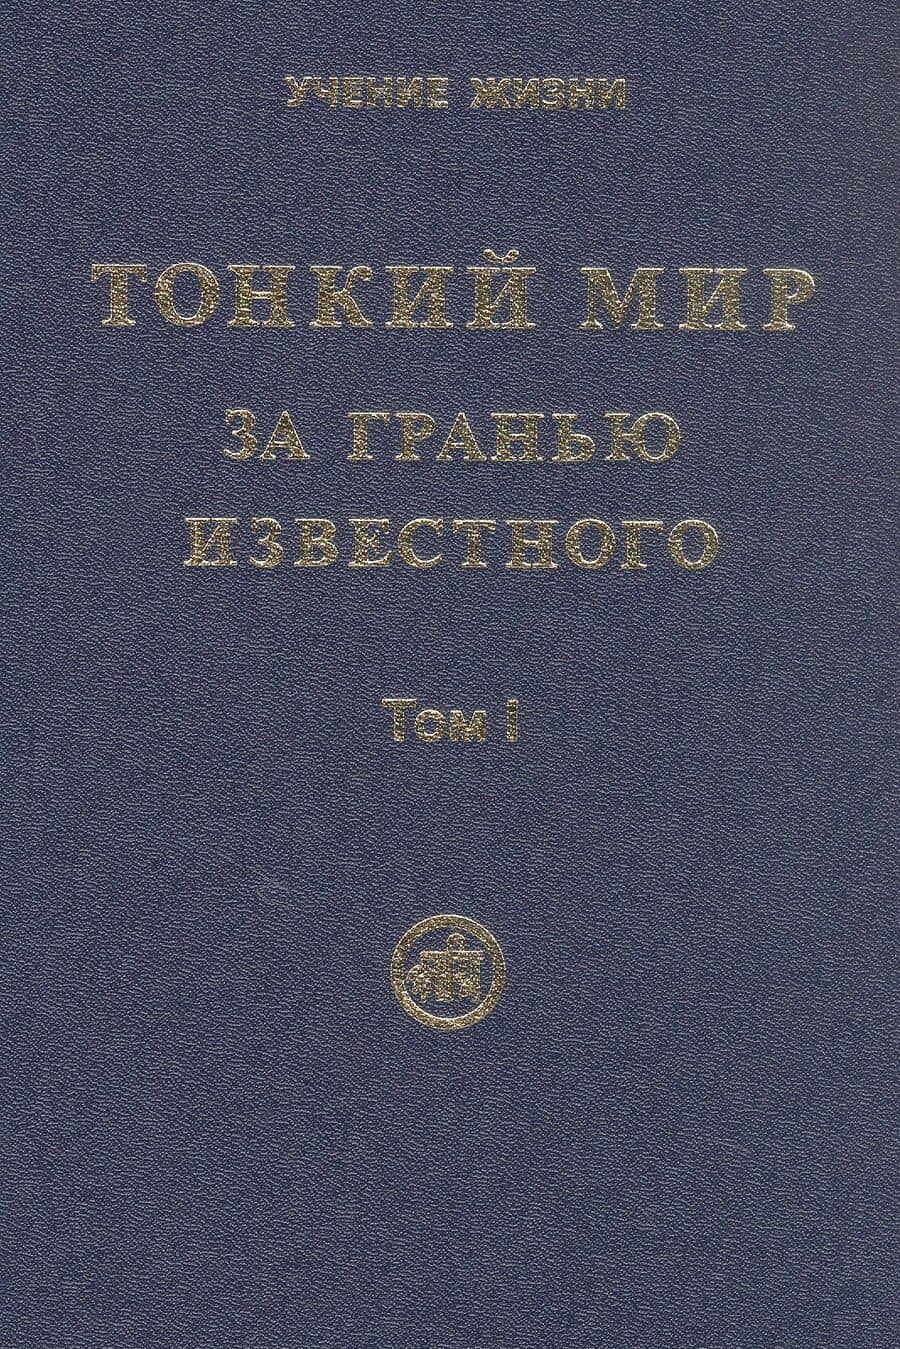 УЧЕНИЕ ЖИЗНИ
ТОНКИЙ МИР
ЗА ГРАНЬЮ
ИЗВЕСТНОГО
Том I